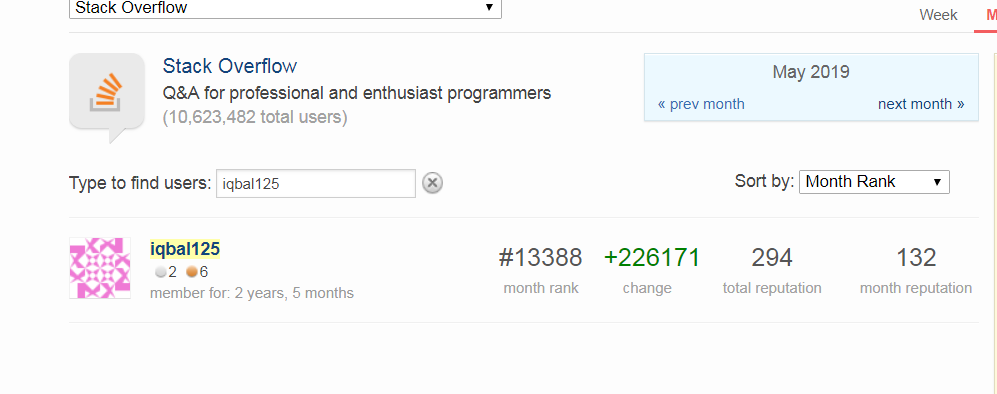 Stack Overflow
Week
Stack Overflow
Q&A for professional and enthusiast programmers
(10,623,482 total users)
May 2019
« prev month next month »
Type to find users: iqbal125
Sort by: Month Rank
iqbal125
2 6
member for: 2 years, 5 months
#13388 +226171 294 132
month rank change total reputation month reputation